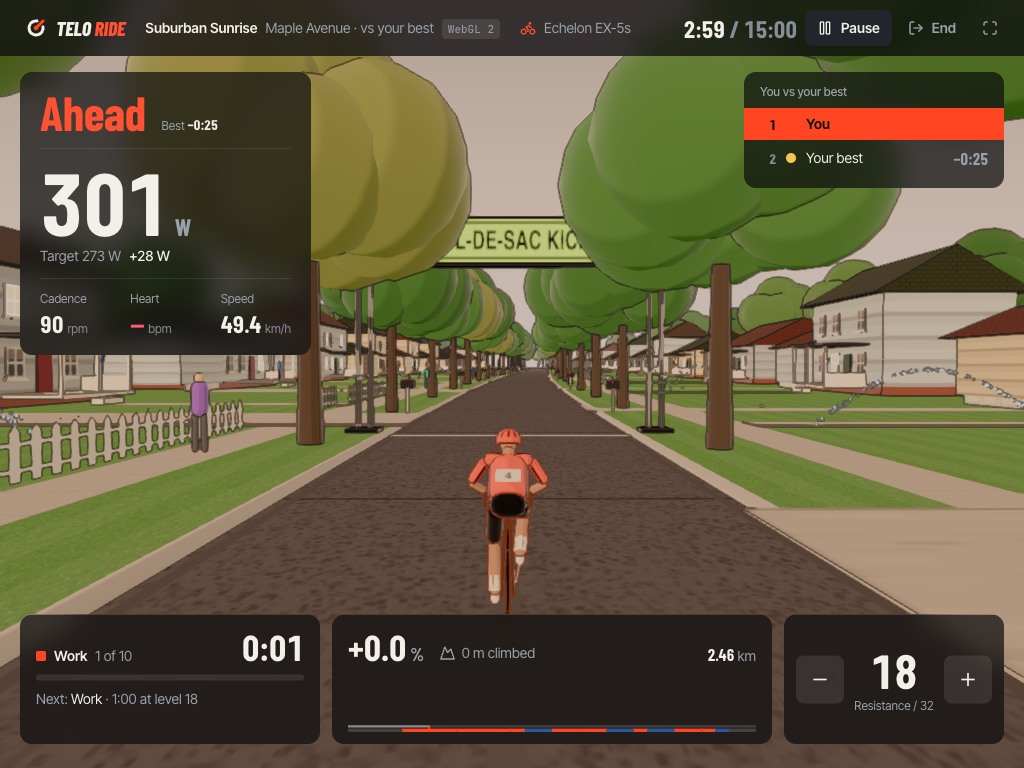 TELO RIDE Suburban Sunrise Maple Avenue · vs your best WebGL 2 Echelon EX-5s 2:59 / 15:00 Pause End
Ahead Best −0:25
301 W
Target 273 W +28 W
Cadence Heart Speed
90 rpm — bpm 49.4 km/h
You vs your best
1 You
2 Your best −0:25
L-DE-SAC KIC
4
Work 1 of 10 0:01
Next: Work · 1:00 at level 18
+0.0 % 0 m climbed 2.46 km
− 18 +
Resistance / 32